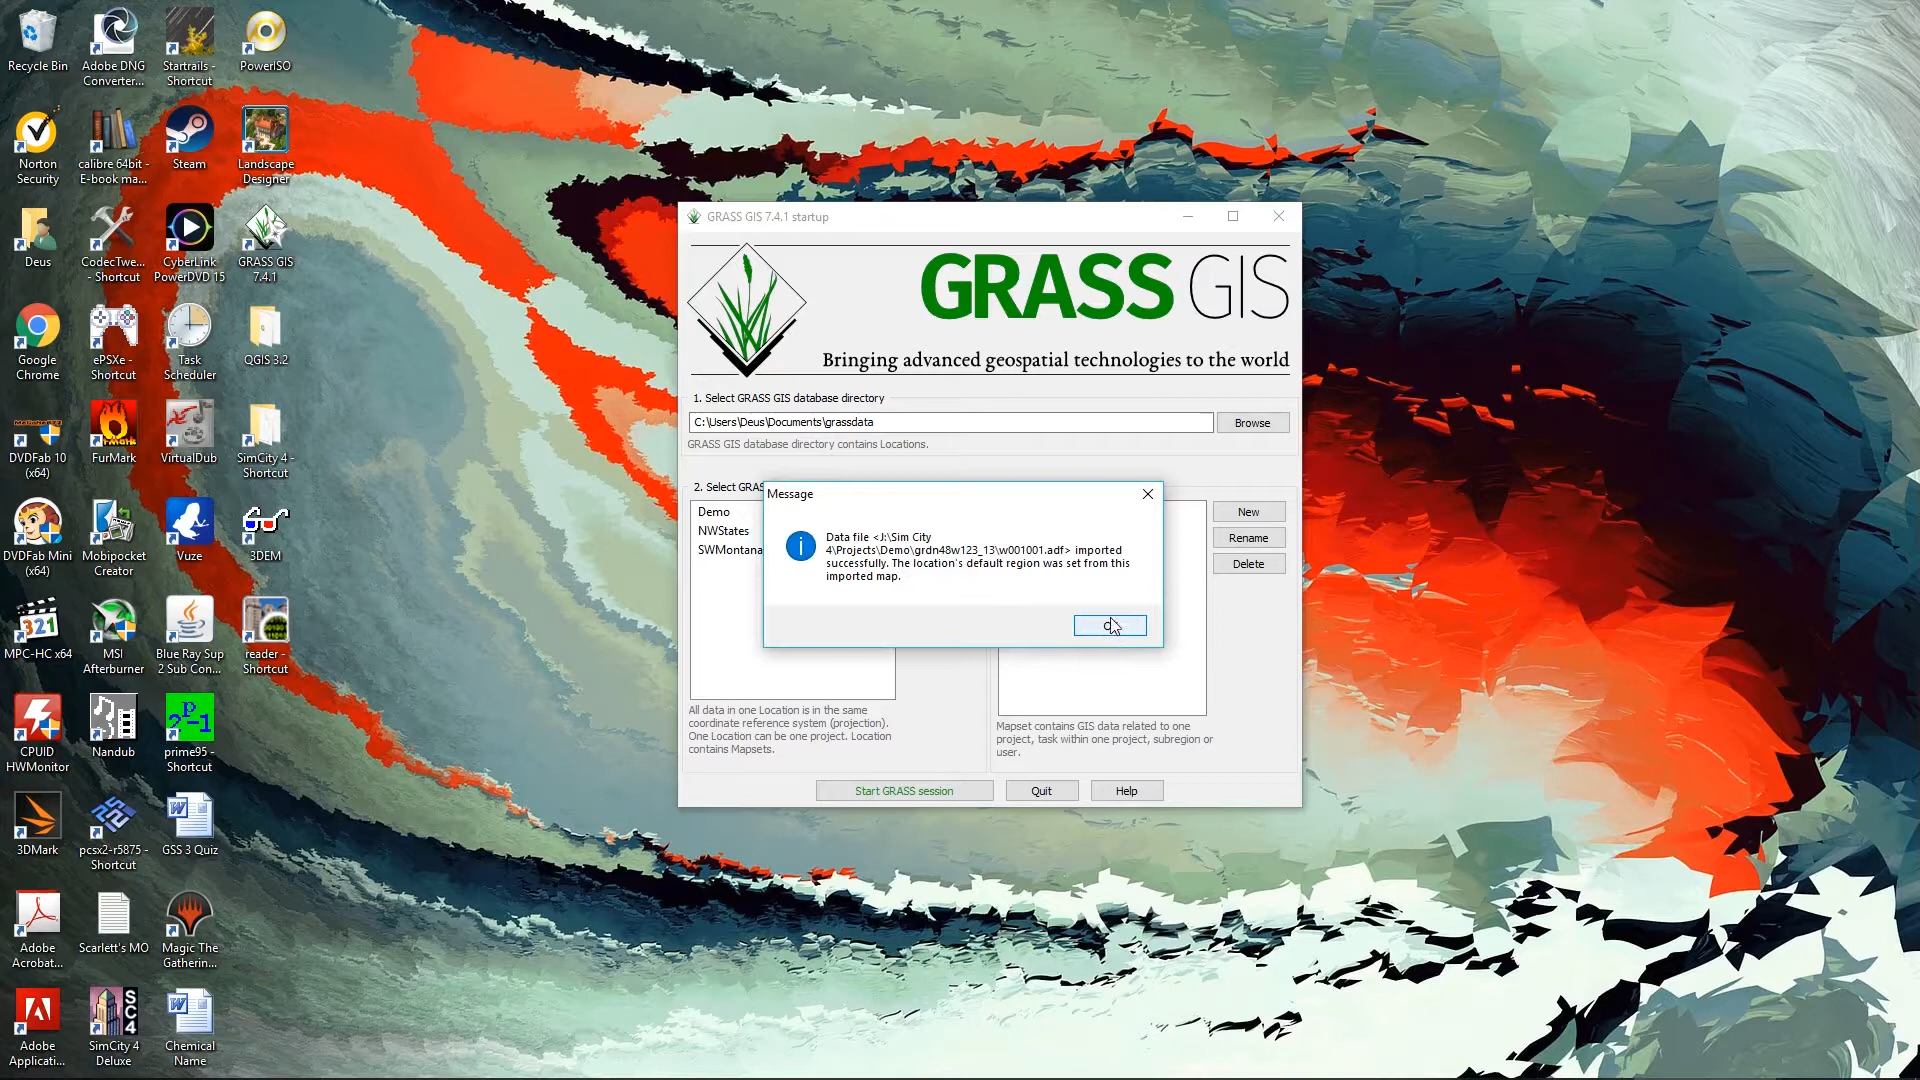 Recycle Bin
Adobe DNG
Converter...
Startrails -
Shortcut
PowerISO
Norton
Security
calibre 64bit -
E-book ma...
Steam
Landscape
Designer
Deus
CodecTwe...
- Shortcut
CyberLink
PowerDVD 15
GRASS GIS
7.4.1
Google
Chrome
ePSXe -
Shortcut
Task
Scheduler
QGIS 3.2
DVDFab 10
(x64)
FurMark
VirtualDub
SimCity 4 -
Shortcut
DVDFab Mini
(x64)
Mobipocket
Creator
Vuze
3DEM
321
MPC-HC x64
MSI
Afterburner
Blue Ray Sup
2 Sub Con...
reader -
Shortcut
CPUID
HWMonitor
Nandub
2^P-1
prime95 -
Shortcut
3DMark
pcsx2-r5875 -
Shortcut
GSS 3 Quiz
Adobe
Acrobat...
Scarlett's MO
Magic The
Gatherin...
Adobe
Applicati...
SC4
SimCity 4
Deluxe
Chemical
Name
GRASS GIS 7.4.1 startup
GRASS GIS
Bringing advanced geospatial technologies to the world
1. Select GRASS GIS database directory
C:\Users\Deus\Documents\grassdata
Browse
GRASS GIS database directory contains Locations.
2. Select GRAS
Demo
NWStates
SWMontana
New
Rename
Delete
Message
Data file <J:\Sim City
4\Projects\Demo\grdn48w123_13\w001001.adf> imported
successfully. The location's default region was set from this
imported map.
All data in one Location is in the same
coordinate reference system (projection).
One Location can be one project. Location
contains Mapsets.
Mapset contains GIS data related to one
project, task within one project, subregion or
user.
Start GRASS session
Quit
Help